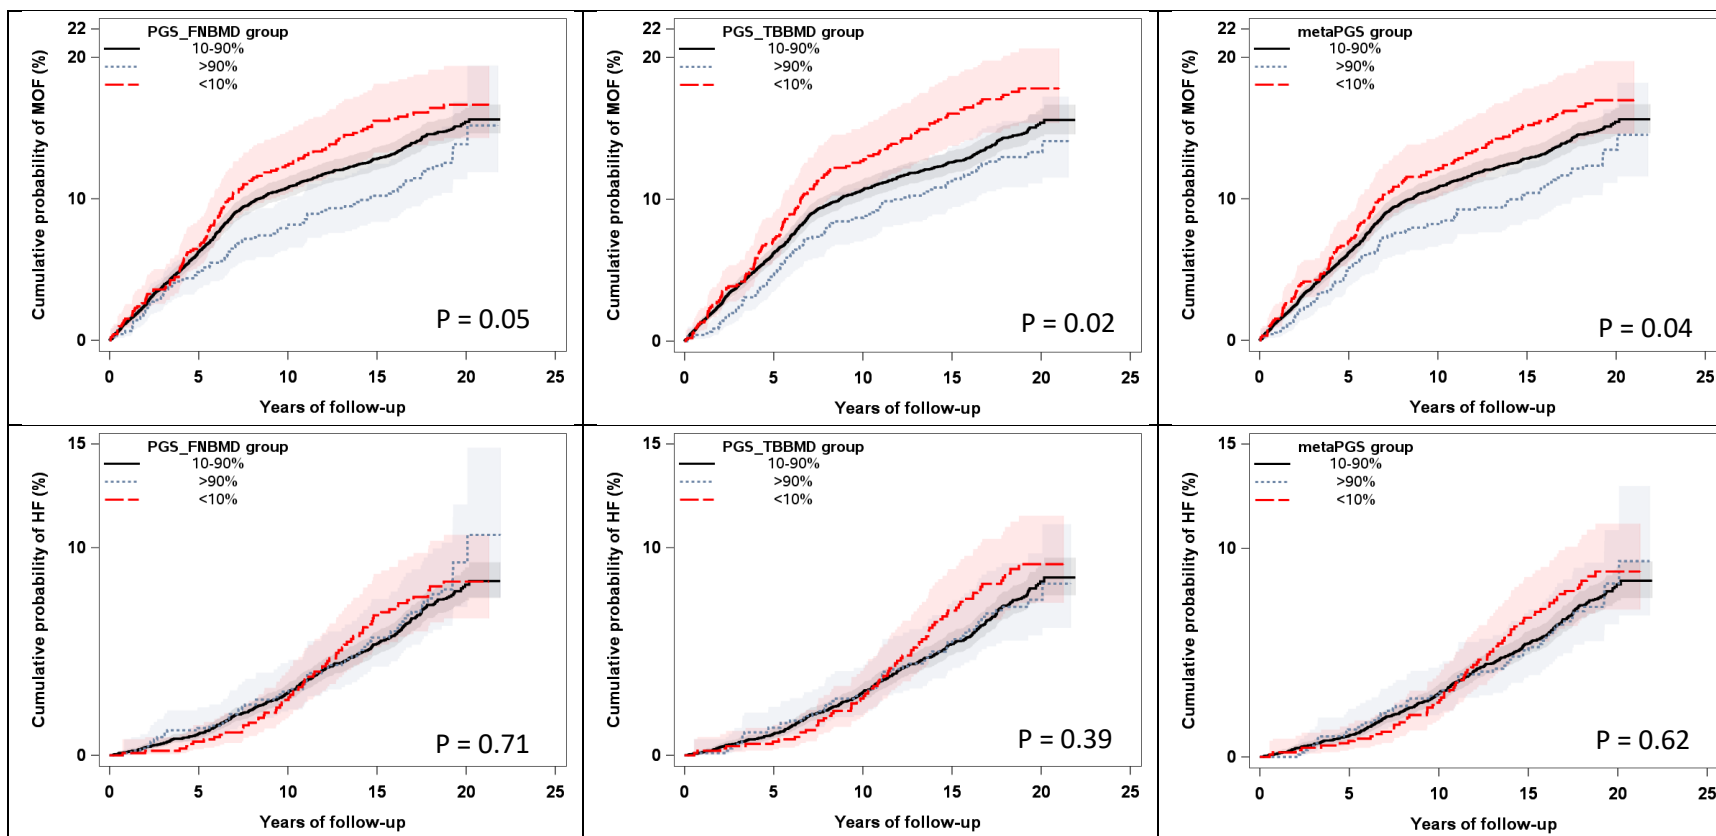 PGS_FNBMD group
10-90%
>90%
<10%
22
20
10
0
Cumulative probability of MOF (%)
P = 0.05
0 5 10 15 20 25
Years of follow-up
PGS_TBBMD group
10-90%
>90%
<10%
22
20
10
0
Cumulative probability of MOF (%)
P = 0.02
0 5 10 15 20 25
Years of follow-up
metaPGS group
10-90%
>90%
<10%
22
20
10
0
Cumulative probability of MOF (%)
P = 0.04
0 5 10 15 20 25
Years of follow-up
PGS_FNBMD group
10-90%
>90%
<10%
15
10
0
Cumulative probability of HF (%)
P = 0.71
0 5 10 15 20 25
Years of follow-up
PGS_TBBMD group
10-90%
>90%
<10%
15
10
0
Cumulative probability of HF (%)
P = 0.39
0 5 10 15 20 25
Years of follow-up
metaPGS group
10-90%
>90%
<10%
15
10
0
Cumulative probability of HF (%)
P = 0.62
0 5 10 15 20 25
Years of follow-up